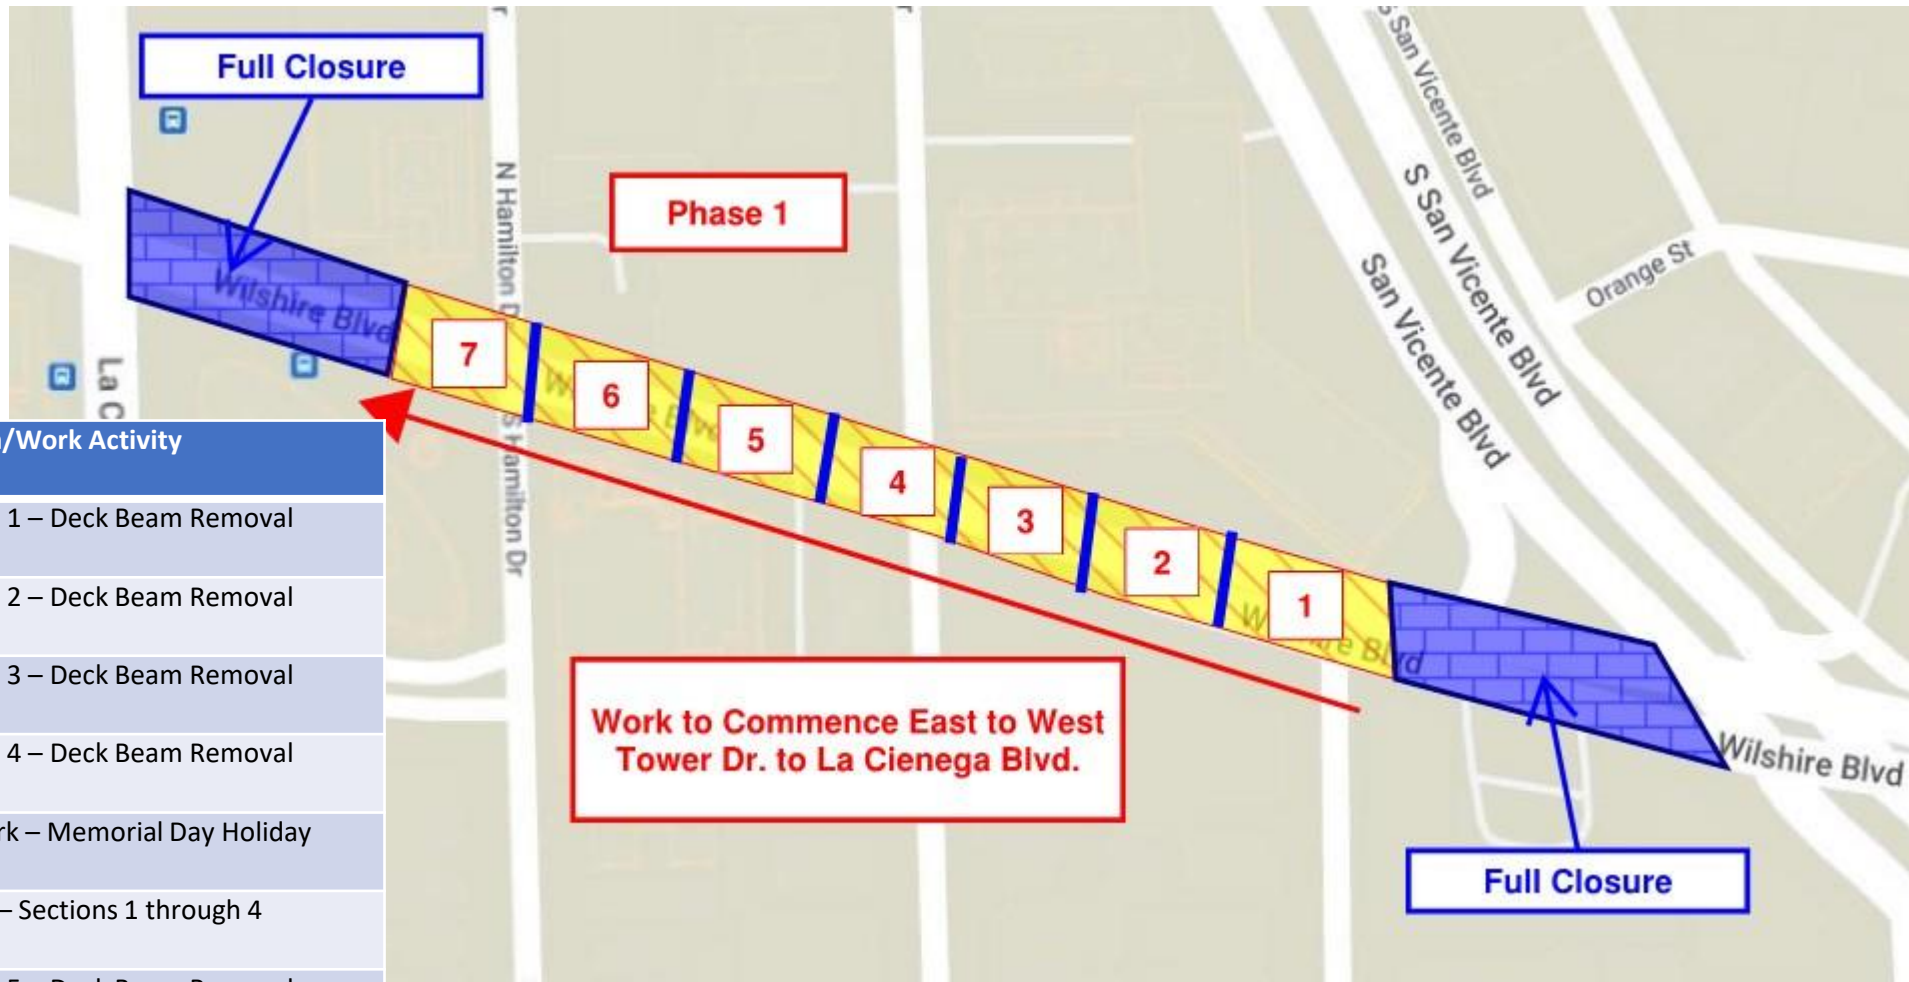 Full Closure
Phase 1
N Hamilton D
S San Vicente Blvd
S San Vicente Blvd
San Vicente Blvd
Orange St
Wilshire Blvd
7
6
5
4
3
2
1
La C
S Hamilton Dr
Wilshire Blvd
Wilshire Blvd
/Work Activity
1 – Deck Beam Removal
2 – Deck Beam Removal
3 – Deck Beam Removal
4 – Deck Beam Removal
rk – Memorial Day Holiday
– Sections 1 through 4
Work to Commence East to West
Tower Dr. to La Cienega Blvd.
Full Closure